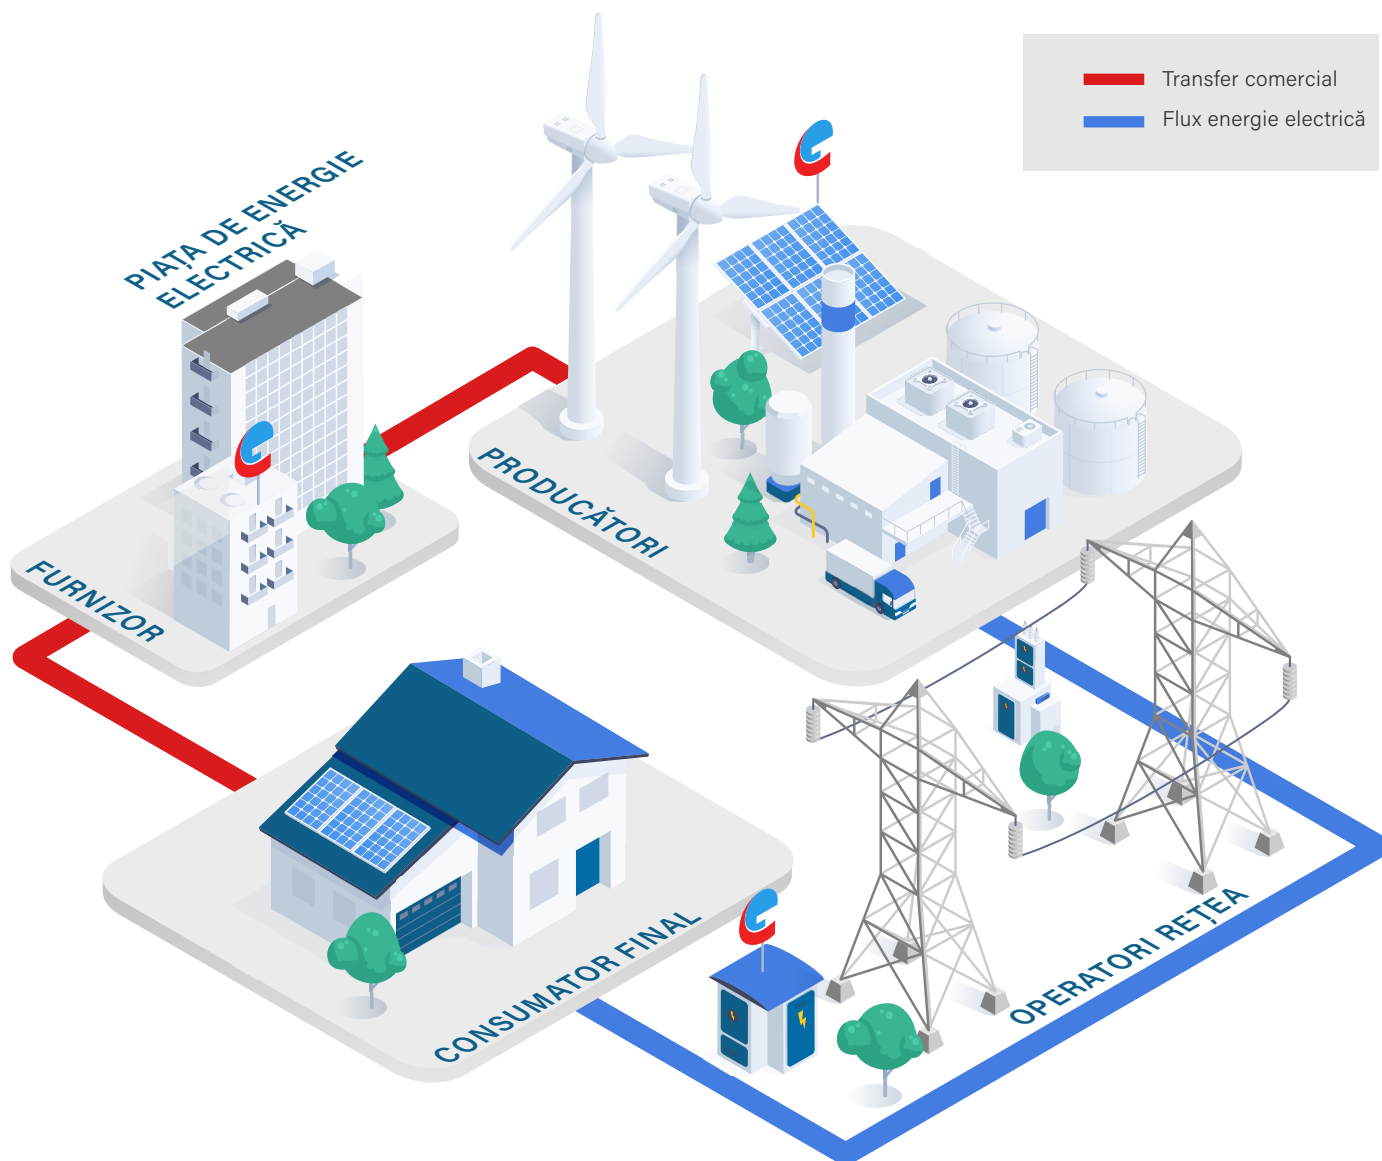 Transfer comercial
Flux energie electrică
PIAȚA DE ENERGIE
ELECTRICĂ
PRODUCĂTORI
FURNIZOR
CONSUMATOR FINAL
OPERATORI REȚEA